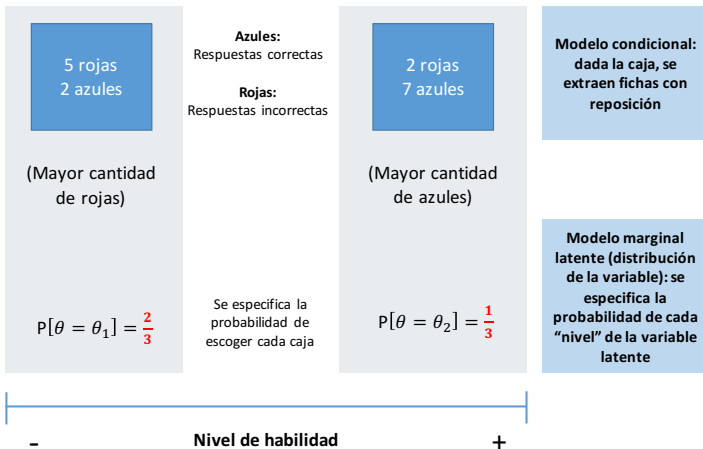 5 rojas
2 azules
(Mayor cantidad
de rojas)
P[θ = θ₁] = 2/3
Azules:
Respuestas correctas
Rojas:
Respuestas incorrectas
Se especifica la
probabilidad de
escoger cada caja
2 rojas
7 azules
(Mayor cantidad
de azules)
P[θ = θ₂] = 1/3
Modelo condicional:
dada la caja, se
extraen fichas con
reposición
Modelo marginal
latente (distribución
de la variable): se
especifica la
probabilidad de cada
“nivel” de la variable
latente
-
Nivel de habilidad
+